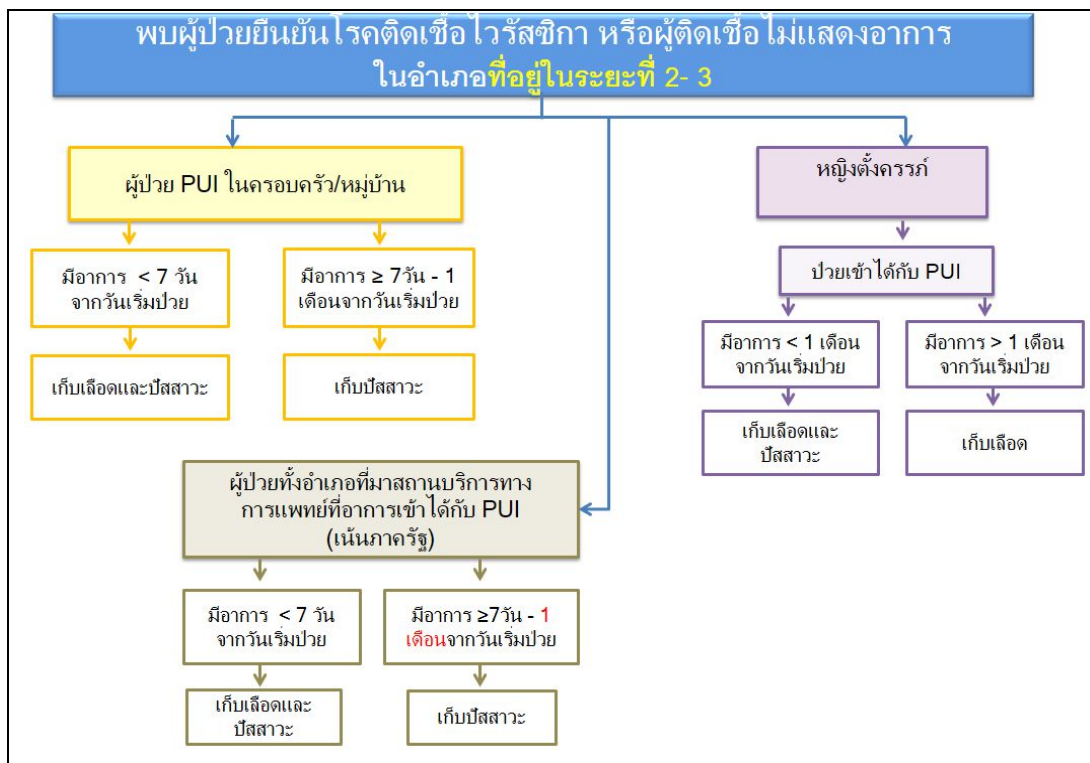 พบผู้ป่วยยืนยันโรคติดเชื้อไวรัสซิกา หรือผู้ติดเชื้อไม่แสดงอาการ
ในอำเภอที่อยู่ในระยะที่ 2- 3
ผู้ป่วย PUI ในครอบครัว/หมู่บ้าน
มีอาการ < 7 วัน
จากวันเริ่มป่วย
มีอาการ ≥ 7วัน - 1
เดือนจากวันเริ่มป่วย
เก็บเลือดและปัสสาวะ
เก็บปัสสาวะ
หญิงตั้งครรภ์
ป่วยเข้าได้กับ PUI
มีอาการ < 1 เดือน
จากวันเริ่มป่วย
มีอาการ > 1 เดือน
จากวันเริ่มป่วย
เก็บเลือดและ
ปัสสาวะ
เก็บเลือด
ผู้ป่วยทั้งอำเภอที่มาสถานบริการทาง
การแพทย์ที่อาการเข้าได้กับ PUI
(เน้นภาครัฐ)
มีอาการ < 7 วัน
จากวันเริ่มป่วย
มีอาการ ≥7วัน - 1
เดือนจากวันเริ่มป่วย
เก็บเลือดและ
ปัสสาวะ
เก็บปัสสาวะ